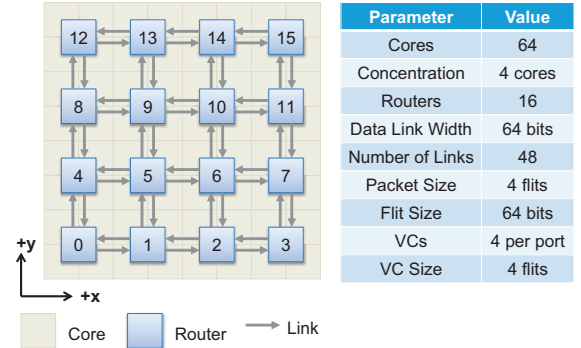 12 13 14 15
8 9 10 11
4 5 6 7
0 1 2 3
+y
+x
Core Router Link
Parameter Value
Cores 64
Concentration 4 cores
Routers 16
Data Link Width 64 bits
Number of Links 48
Packet Size 4 flits
Flit Size 64 bits
VCs 4 per port
VC Size 4 flits